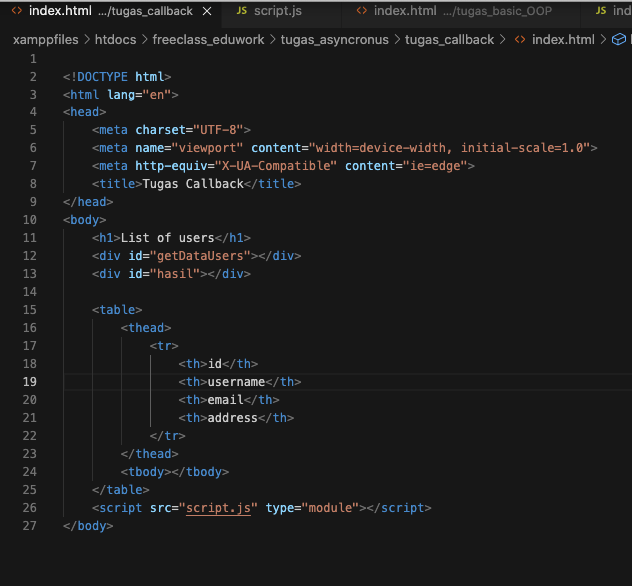 index.html .../tugas_callback × JS script.js <> index.html .../tugas_basic_OOP JS ind
xamppfiles > htdocs > freeclass_edukwork > tugas_asyncronus > tugas_callback > <> index.html >
1
2 <!DOCTYPE html>
3 <html lang="en">
4 <head>
5 <meta charset="UTF-8">
6 <meta name="viewport" content="width=device-width, initial-scale=1.0">
7 <meta http-equiv="X-UA-Compatible" content="ie=edge">
8 <title>Tugas Callback</title>
9 </head>
10 <body>
11 <h1>List of users</h1>
12 <div id="getDataUsers"></div>
13 <div id="hasil"></div>
14
15 <table>
16 <thead>
17 <tr>
18 <th>id</th>
19 <th>username</th>
20 <th>email</th>
21 <th>address</th>
22 </tr>
23 </thead>
24 <tbody></tbody>
25 </table>
26 <script src="script.js" type="module"></script>
27 </body>